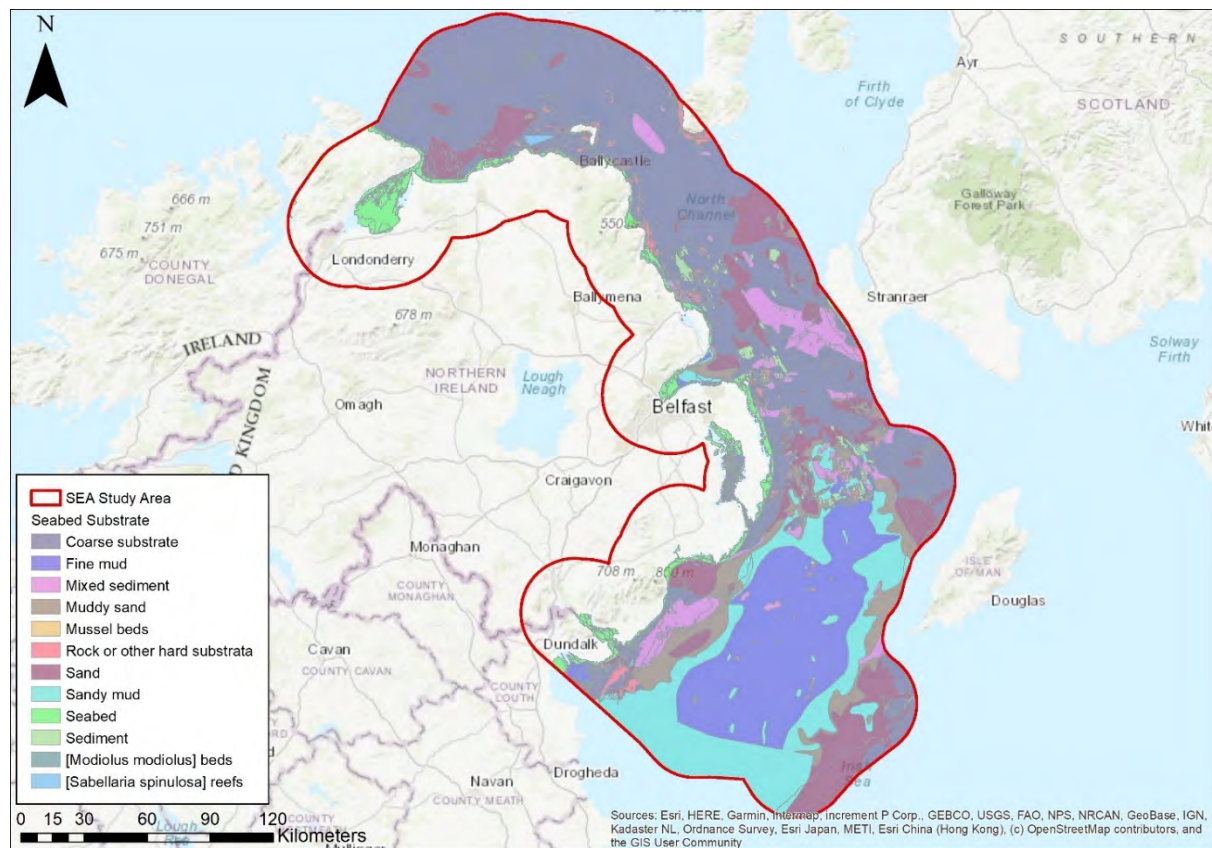 N
SOUTHERN
Ayr
Firth
of Clyde
SCOTLAND
Ballycastle
North
Channel
Galloway
Forest Park
666 m
751 m
675 m
COUNTY
DONEGAL
Londonderry
550
Ballymena
Stranraer
678 m
IRELAND
Solway
Firth
NORTHERN
IRELAND
Lough
Neagh
Omagh
Belfast
Craigavon
Monaghan
COUNTY
MONAGHAN
708 m
ISLE
OF MAN
Douglas
Dundalk
Cavan
COUNTY CAVAN
COUNTY
LOUTH
Drogheda
Navan
COUNTY MEATH
Irish
Sea
SEA Study Area
Seabed Substrate
Coarse substrate
Fine mud
Mixed sediment
Muddy sand
Mussel beds
Rock or other hard substrata
Sand
Sandy mud
Seabed
Sediment
[Modiolus modiolus] beds
[Sabellaria spinulosa] reefs
0 15 30 60 90 120
Kilometers
Sources: Esri, HERE, Garmin, Intermap, increment P Corp., GEBCO, USGS, FAO, NPS, NRCAN, GeoBase, IGN,
Kadaster NL, Ordnance Survey, Esri Japan, METI, Esri China (Hong Kong), (c) OpenStreetMap contributors, and
the GIS User Community